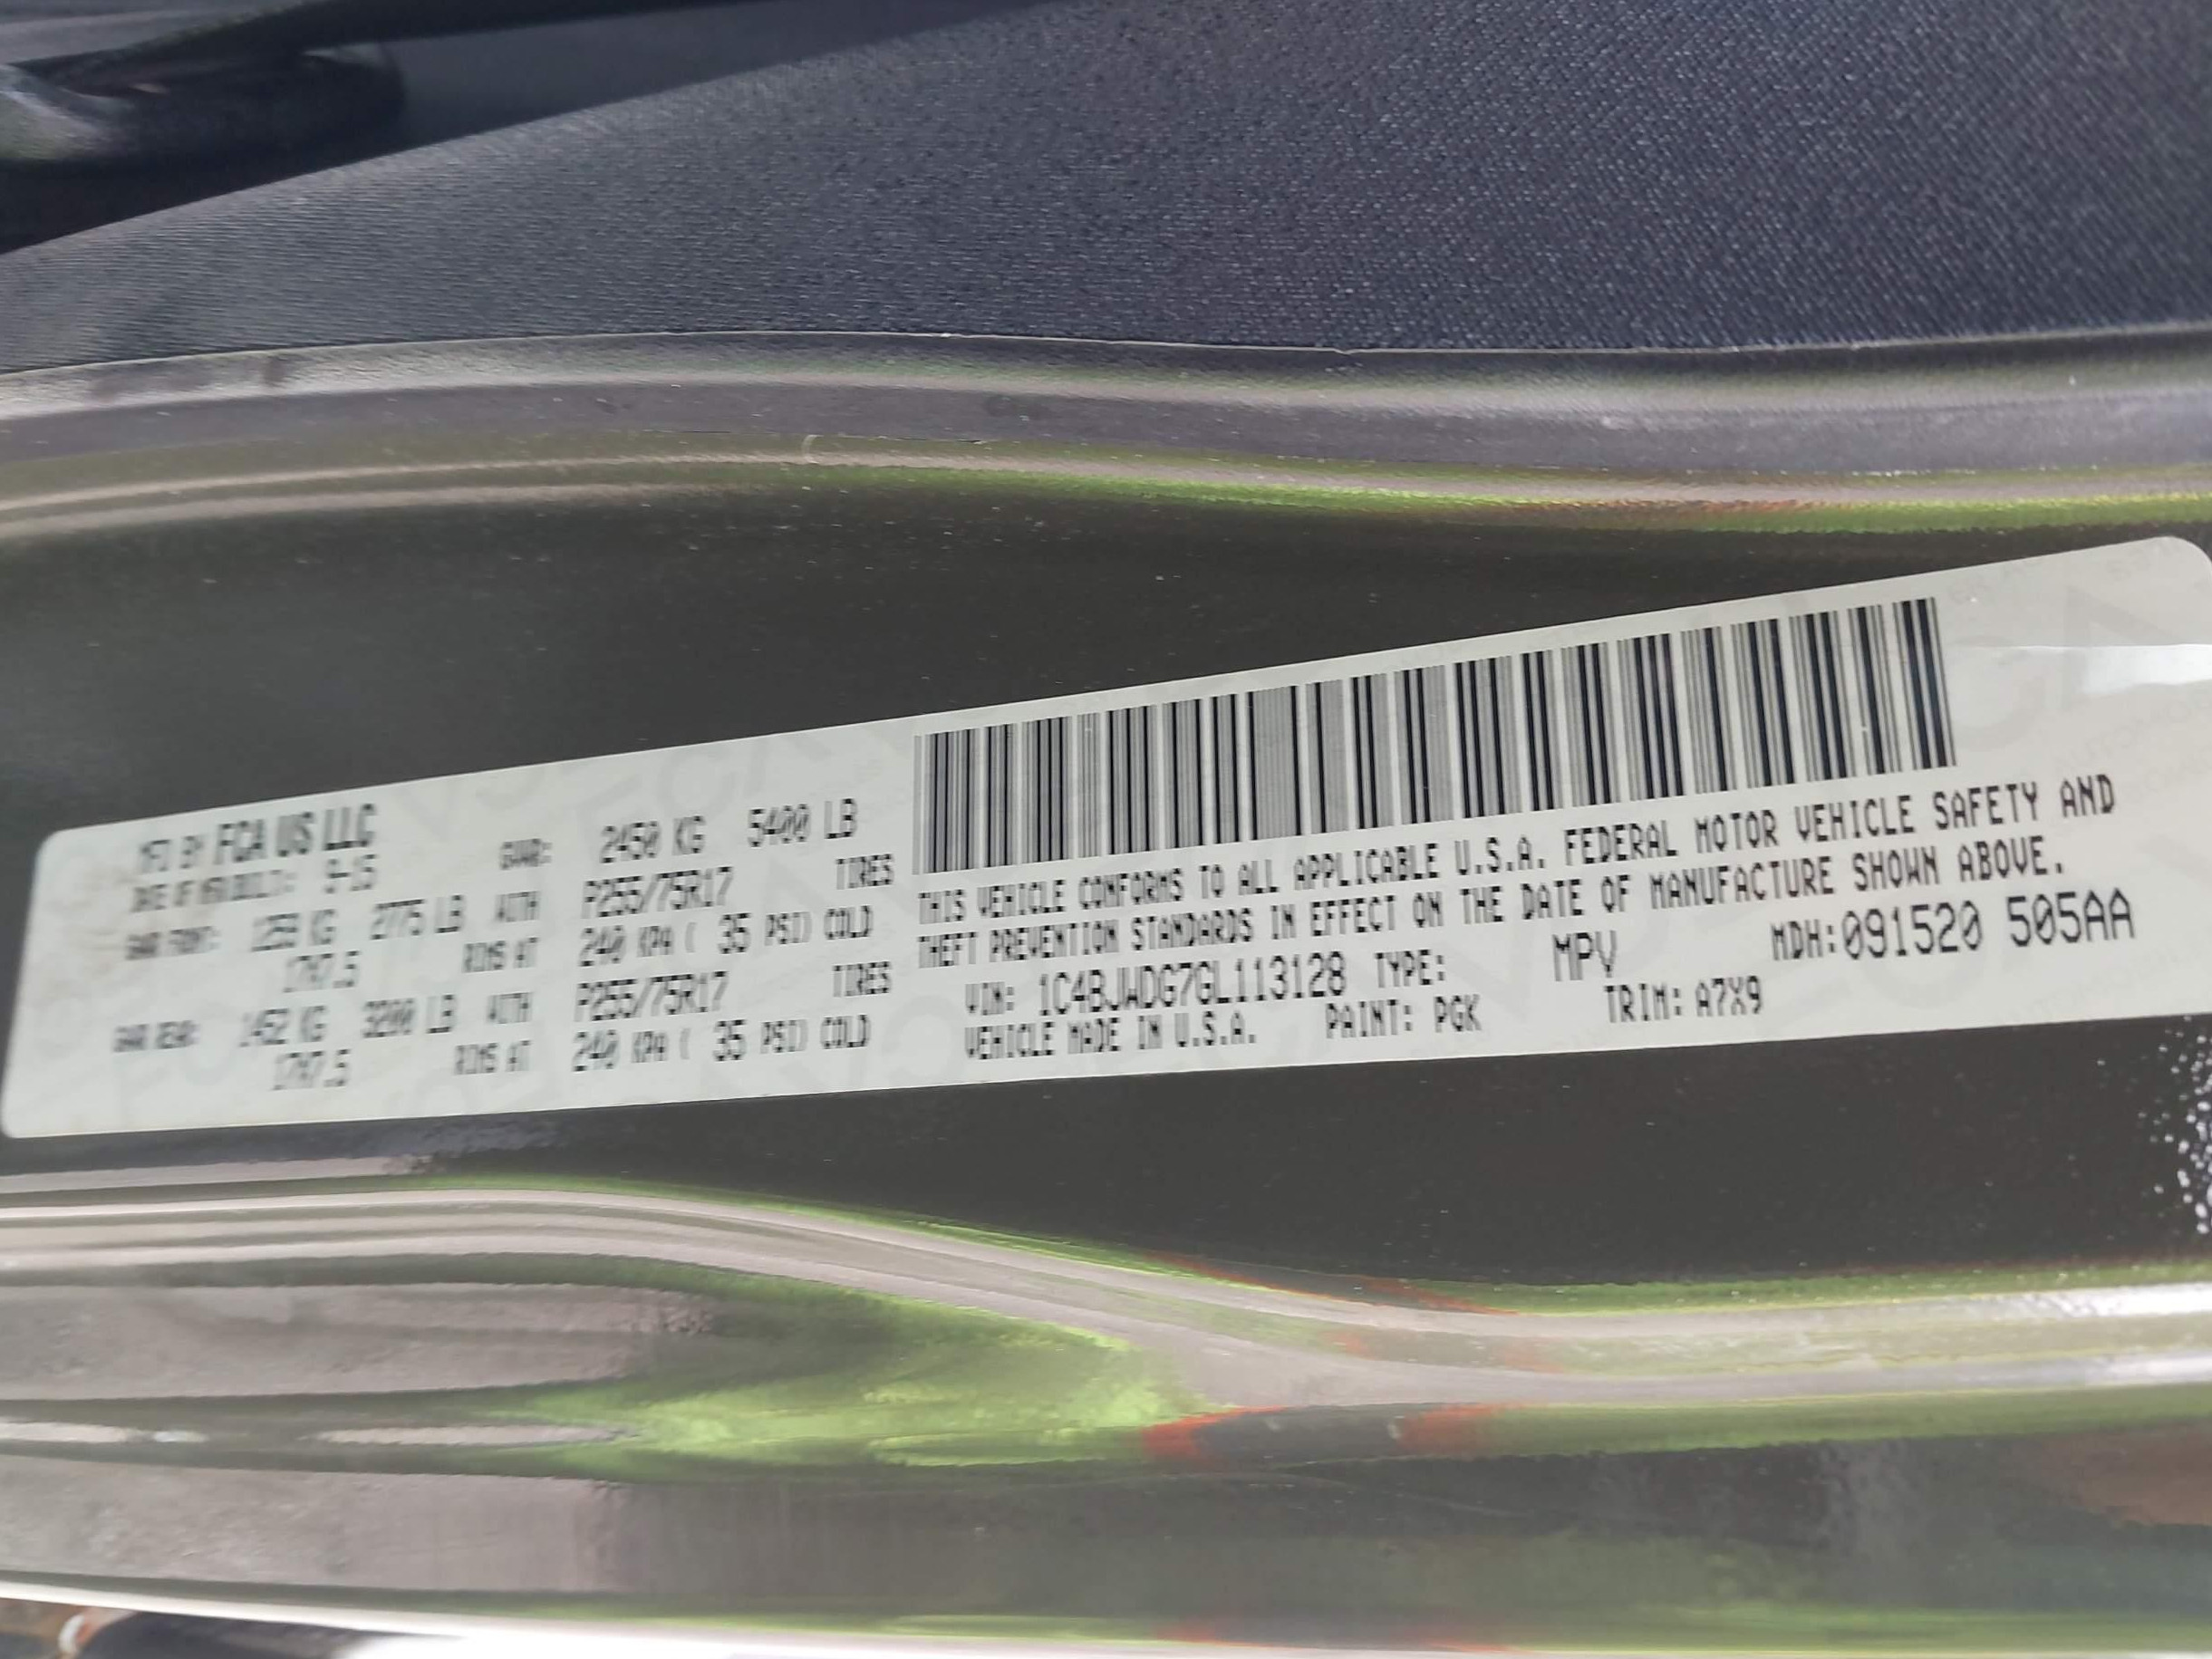 MFD BY FCA US LLC
DATE OF MFR/BUILT: 9-15 GVWR: 2450 KG 5400 LB
GAWR FRONT: 1259 KG 2775 LB WITH P255/75R17 TIRES
17X7.5 RIMS AT 240 KPA ( 35 PSI) COLD
GAWR REAR: 1452 KG 3200 LB WITH P255/75R17 TIRES
17X7.5 RIMS AT 240 KPA ( 35 PSI) COLD
THIS VEHICLE CONFORMS TO ALL APPLICABLE U.S.A. FEDERAL MOTOR VEHICLE SAFETY AND
THEFT PREVENTION STANDARDS IN EFFECT ON THE DATE OF MANUFACTURE SHOWN ABOVE.
VIN: 1C4BJWDG7GL113128 TYPE: MPV MDH:091520 505AA
VEHICLE MADE IN U.S.A. PAINT: PGK TRIM: A7X9